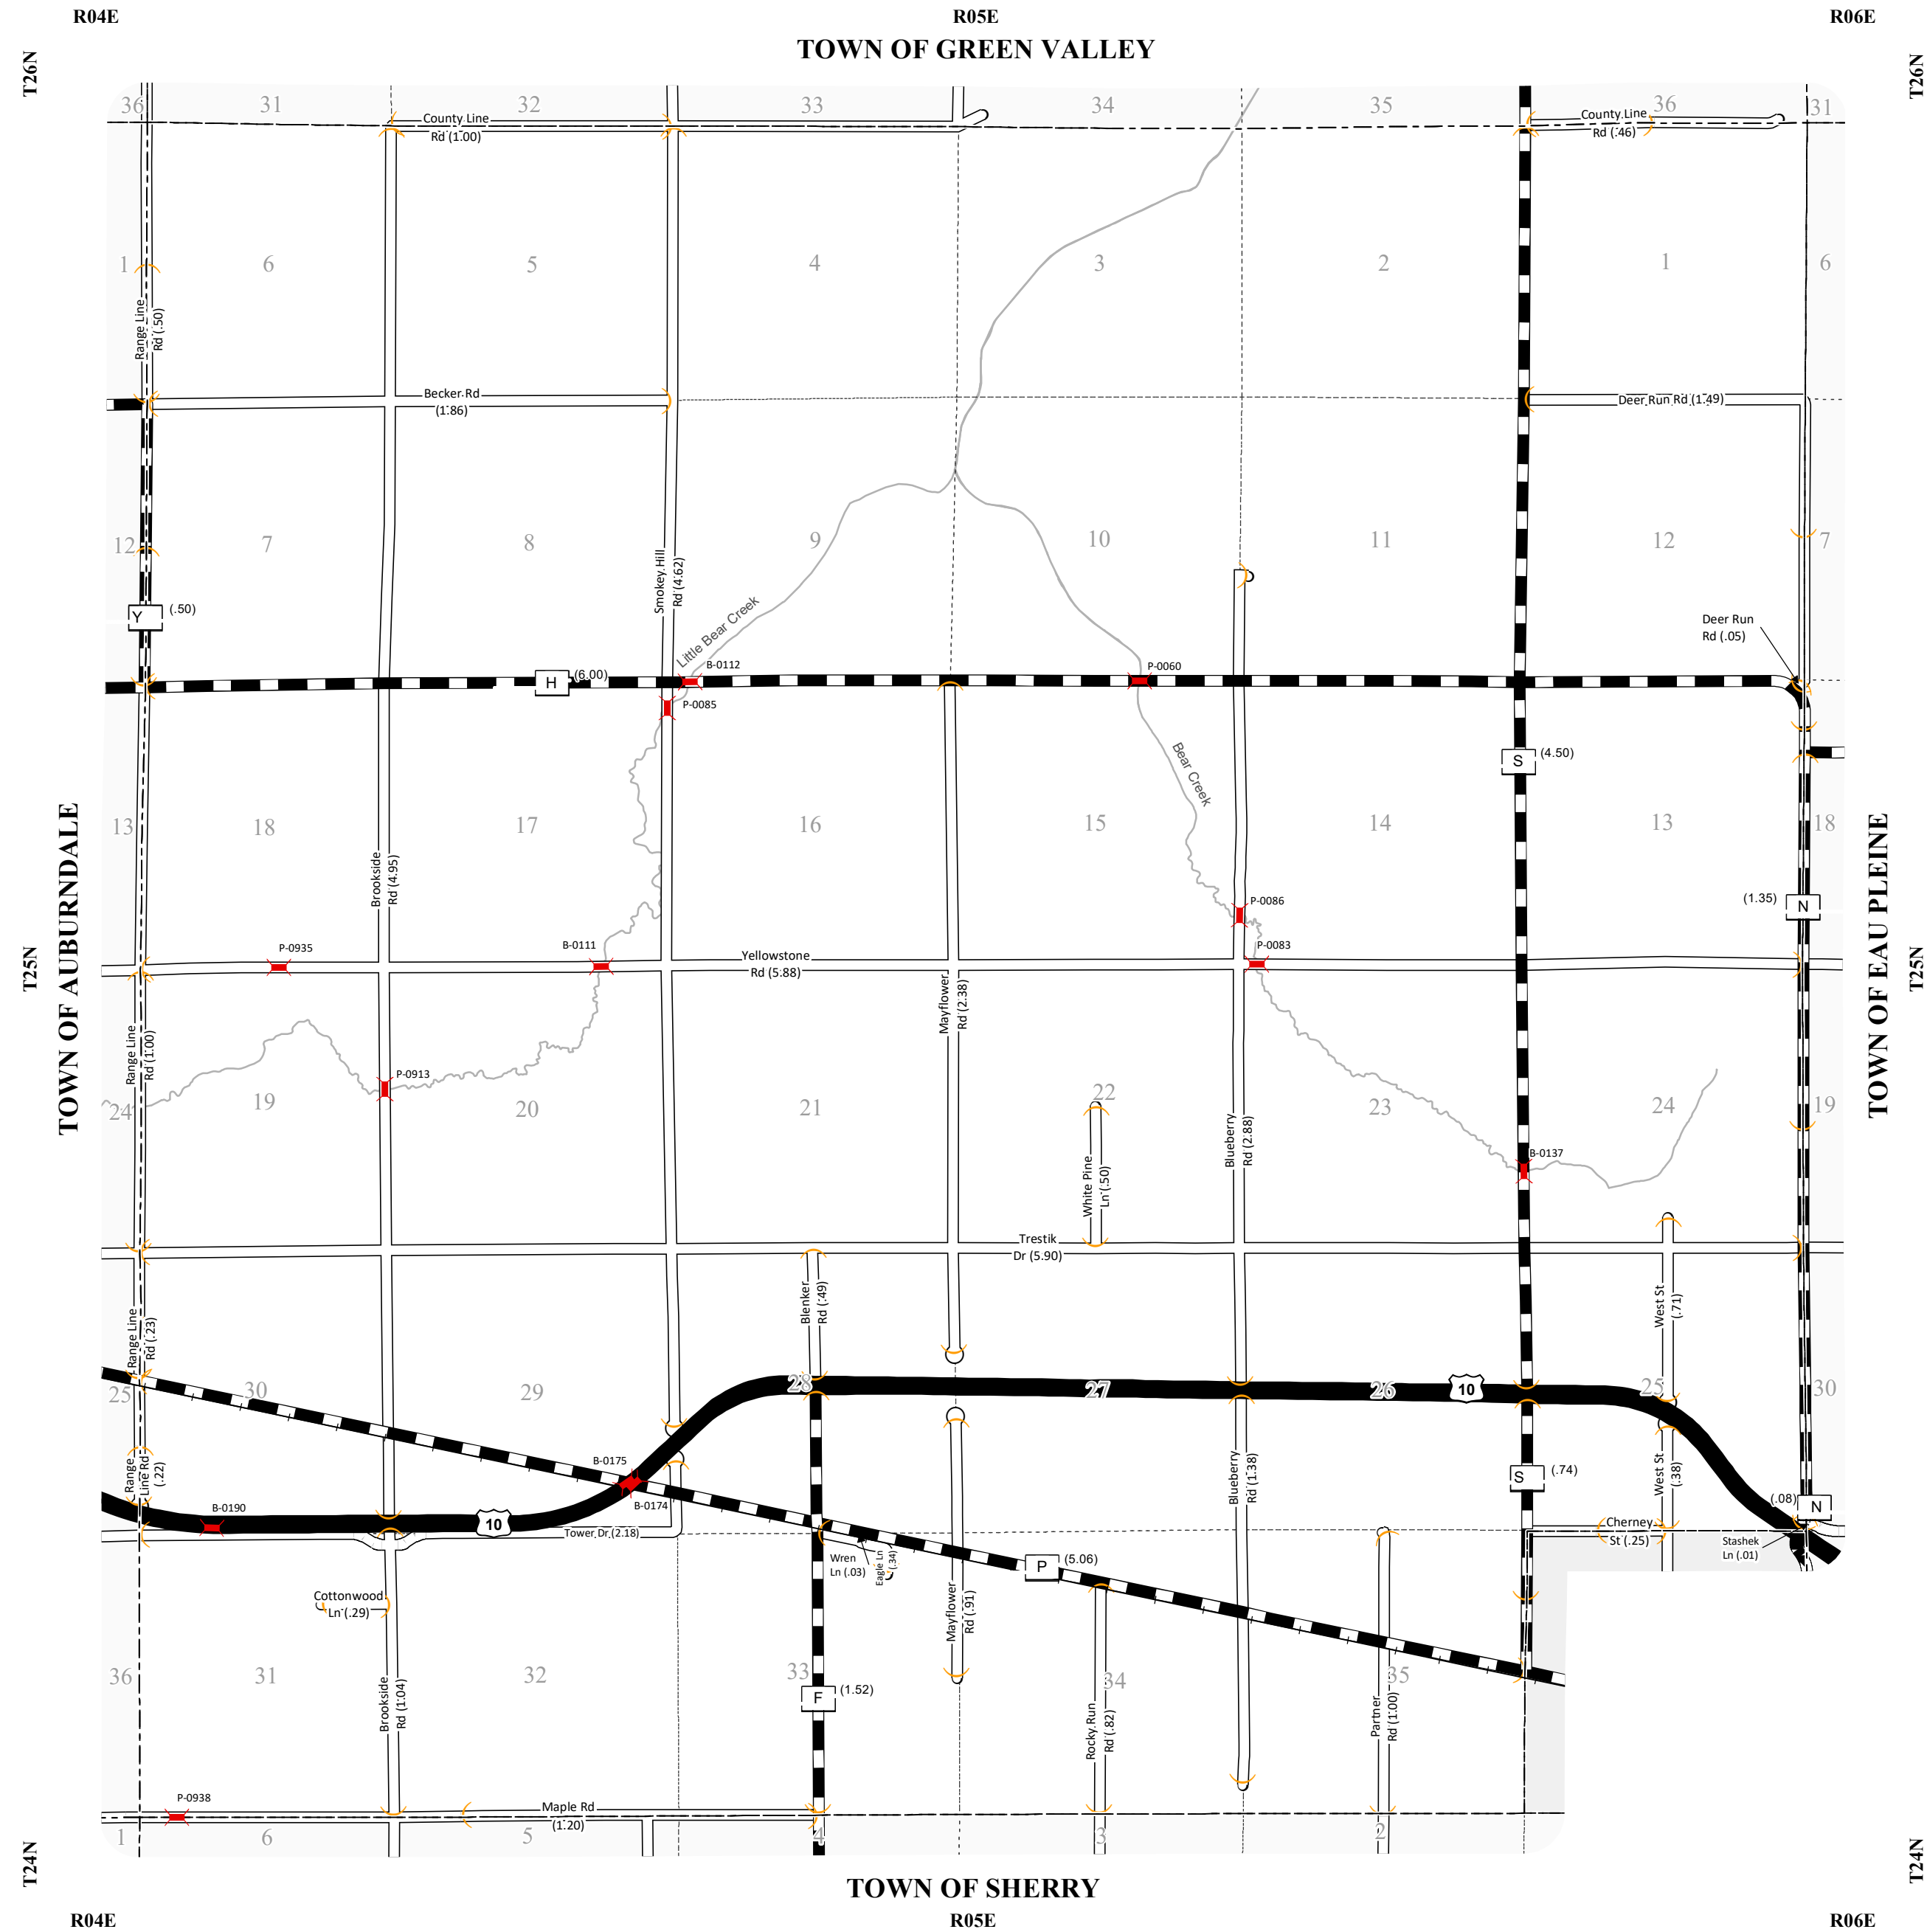 R04E
R05E
R06E
TOWN OF GREEN VALLEY
T26N
T26N
36
31
32
33
34
35
36
31
County Line
Rd (1.00)
County Line
Rd (.46)
1
6
5
4
3
2
1
6
Range Line
Rd (.50)
Becker Rd
(1.86)
Deer Run Rd (1.49)
12
7
8
9
10
11
12
7
Smokey Hill
Rd (4.62)
Y
(.50)
Little Bear Creek
Deer Run
Rd (.05)
H
(6.00)
B-0112
P-0060
P-0085
S
(4.50)
Bear Creek
13
18
17
16
15
14
13
18
TOWN OF AUBURNDALE
TOWN OF EAU PLEINE
Brookside
Rd (4.95)
(1.35)
N
P-0086
P-0935
B-0111
Yellowstone
Rd (5.88)
P-0083
T25N
T25N
Mayflower
Rd (2.38)
Range Line
Rd (1.00)
P-0913
24
19
20
21
22
23
24
19
White Pine
Ln (.50)
Blueberry
Rd (2.88)
B-0137
Trestik
Dr (5.90)
Range Line
Rd (.23)
Blenker
Rd (.49)
West St
(.71)
25
30
29
28
27
26
10
25
30
Range
Line Rd
(.22)
B-0175
B-0174
B-0190
10
Tower Dr (2.18)
Blueberry
Rd (1.38)
S
(.74)
West St
(.38)
(.08)
N
Cherney
St (.25)
Stashek
Ln (.01)
Wren
Ln (.03)
Eagle Ln
(.34)
P
(5.06)
Cottonwood
Ln (.29)
Mayflower
Rd (.91)
36
31
32
33
34
35
F
(1.52)
Brookside
Rd (1.04)
Rocky Run
Rd (.82)
Partner
Rd (1.00)
P-0938
Maple Rd
(1.20)
1
6
5
4
3
2
T24N
T24N
TOWN OF SHERRY
R04E
R05E
R06E